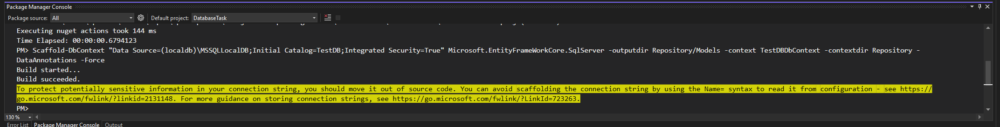 Package Manager Console
Package source: All Default project: DatabaseTask
Executing nuget actions took 144 ms
Time Elapsed: 00:00:00.6794123
PM> Scaffold-DbContext "Data Source=(localdb)\MSSQLLocalDB;Initial Catalog=TestDB;Integrated Security=True" Microsoft.EntityFrameWorkCore.SqlServer -outputdir Repository/Models -context TestDBDbContext -contextdir Repository -
DataAnnotations -Force
Build started...
Build succeeded.
To protect potentially sensitive information in your connection string, you should move it out of source code. You can avoid scaffolding the connection string by using the Name= syntax to read it from configuration - see https://
go.microsoft.com/fwlink/?linkid=2131148. For more guidance on storing connection strings, see https://go.microsoft.com/fwlink/?LinkId=723263.
PM>
130 %
Error List Package Manager Console Output